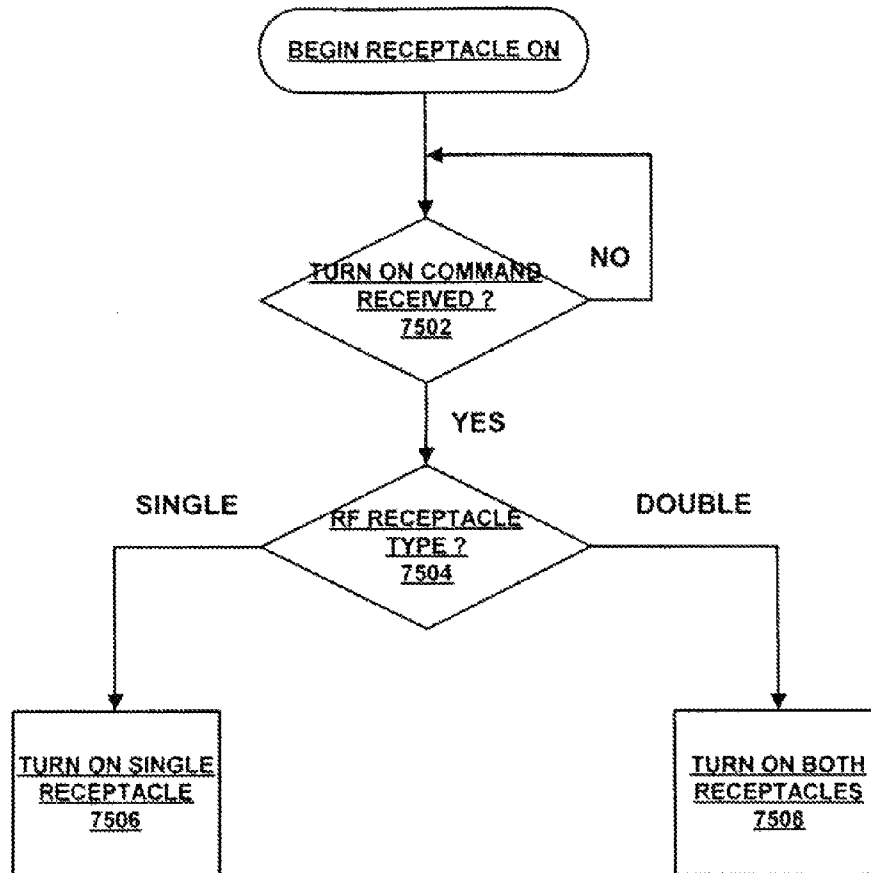 BEGIN RECEPTACLE ON
TURN ON COMMAND
RECEIVED ?
7502
NO
YES
SINGLE
RF RECEPTACLE
TYPE ?
7504
DOUBLE
TURN ON SINGLE
RECEPTACLE
7506
TURN ON BOTH
RECEPTACLES
7508